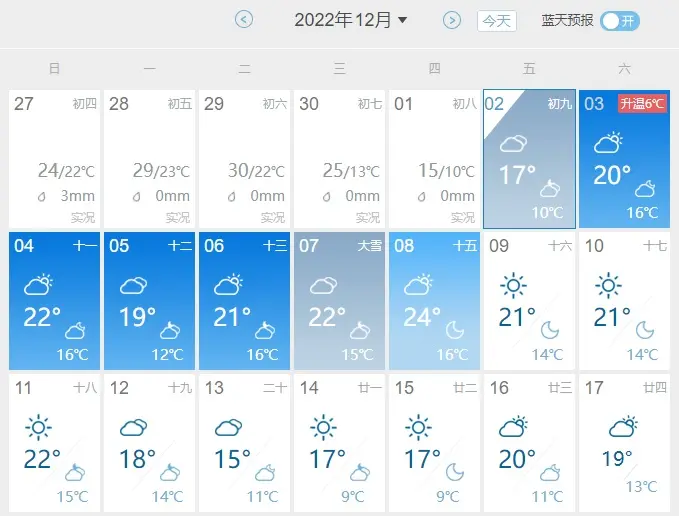 2022年12月 今天 蓝天预报 开
日 一 二 三 四 五 六
27 初四 28 初五 29 初六 30 初七 01 初八 02 初九 03 升温6℃
24/22℃ 29/23℃ 30/22℃ 25/13℃ 15/10℃ 17° 20°
3mm 0mm 0mm 0mm 0mm
实况 实况 实况 实况 实况 10℃ 16℃
04 十一 05 十二 06 十三 07 大雪 08 十五 09 十六 10 十七
22° 19° 21° 22° 24° 21° 21°
16℃ 12℃ 16℃ 15℃ 16℃ 14℃ 14℃
11 十八 12 十九 13 二十 14 廿一 15 廿二 16 廿三 17 廿四
22° 18° 15° 17° 17° 20° 19°
15℃ 14℃ 11℃ 9℃ 9℃ 11℃ 13℃